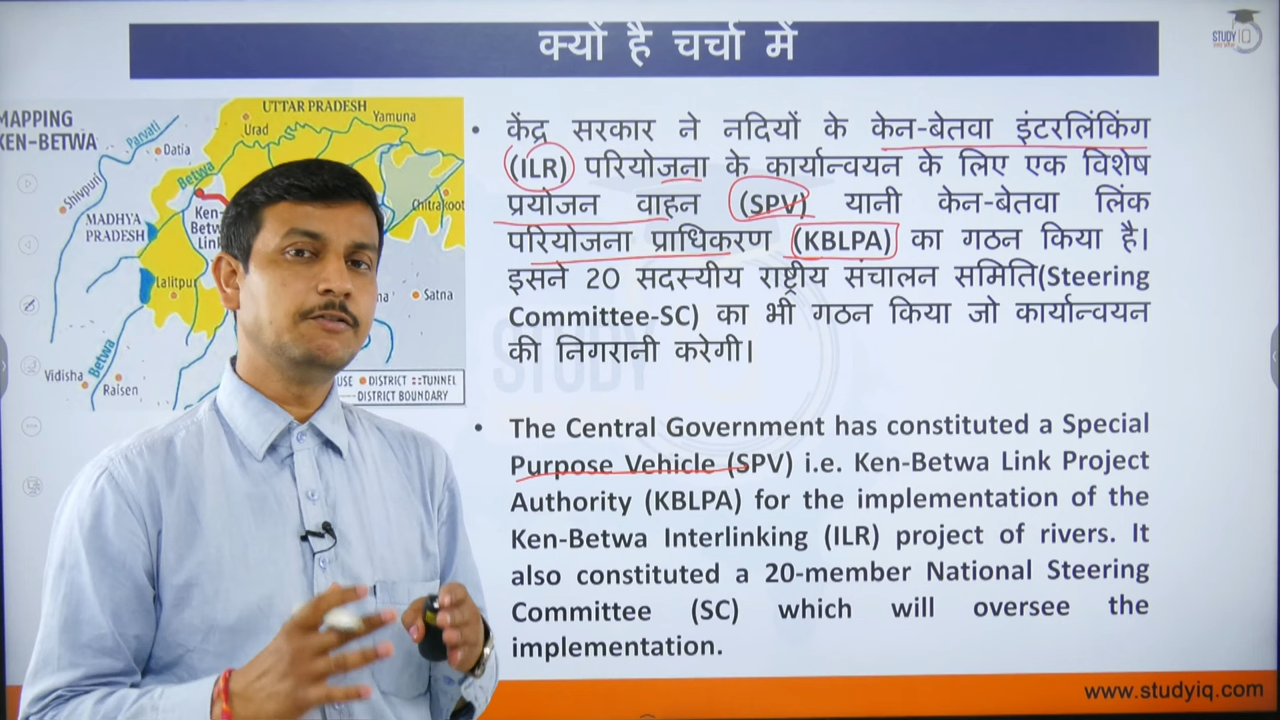 क्यों है चर्चा में
STUDY IQ
MAPPING
KEN-BETWA
UTTAR PRADESH
Yamuna
Urad
Parvati
Datia
Betwa
Shivpuri
Chitrakoot
MADHYA
PRADESH
Ken-
Betw
Link
Lalitpur
Satna
Betwa
Vidisha
Raisen
USE DISTRICT TUNNEL
DISTRICT BOUNDARY
• केंद्र सरकार ने नदियों के केन-बेतवा इंटरलिंकिंग
(ILR) परियोजना के कार्यान्वयन के लिए एक विशेष
प्रयोजन वाहन (SPV) यानी केन-बेतवा लिंक
परियोजना प्राधिकरण (KBLPA) का गठन किया है।
इसने 20 सदस्यीय राष्ट्रीय संचालन समिति(Steering
Committee-SC) का भी गठन किया जो कार्यान्वयन
की निगरानी करेगी।
STUDY
• The Central Government has constituted a Special
Purpose Vehicle (SPV) i.e. Ken-Betwa Link Project
Authority (KBLPA) for the implementation of the
Ken-Betwa Interlinking (ILR) project of rivers. It
also constituted a 20-member National Steering
Committee (SC) which will oversee the
implementation.
www.studyiq.com